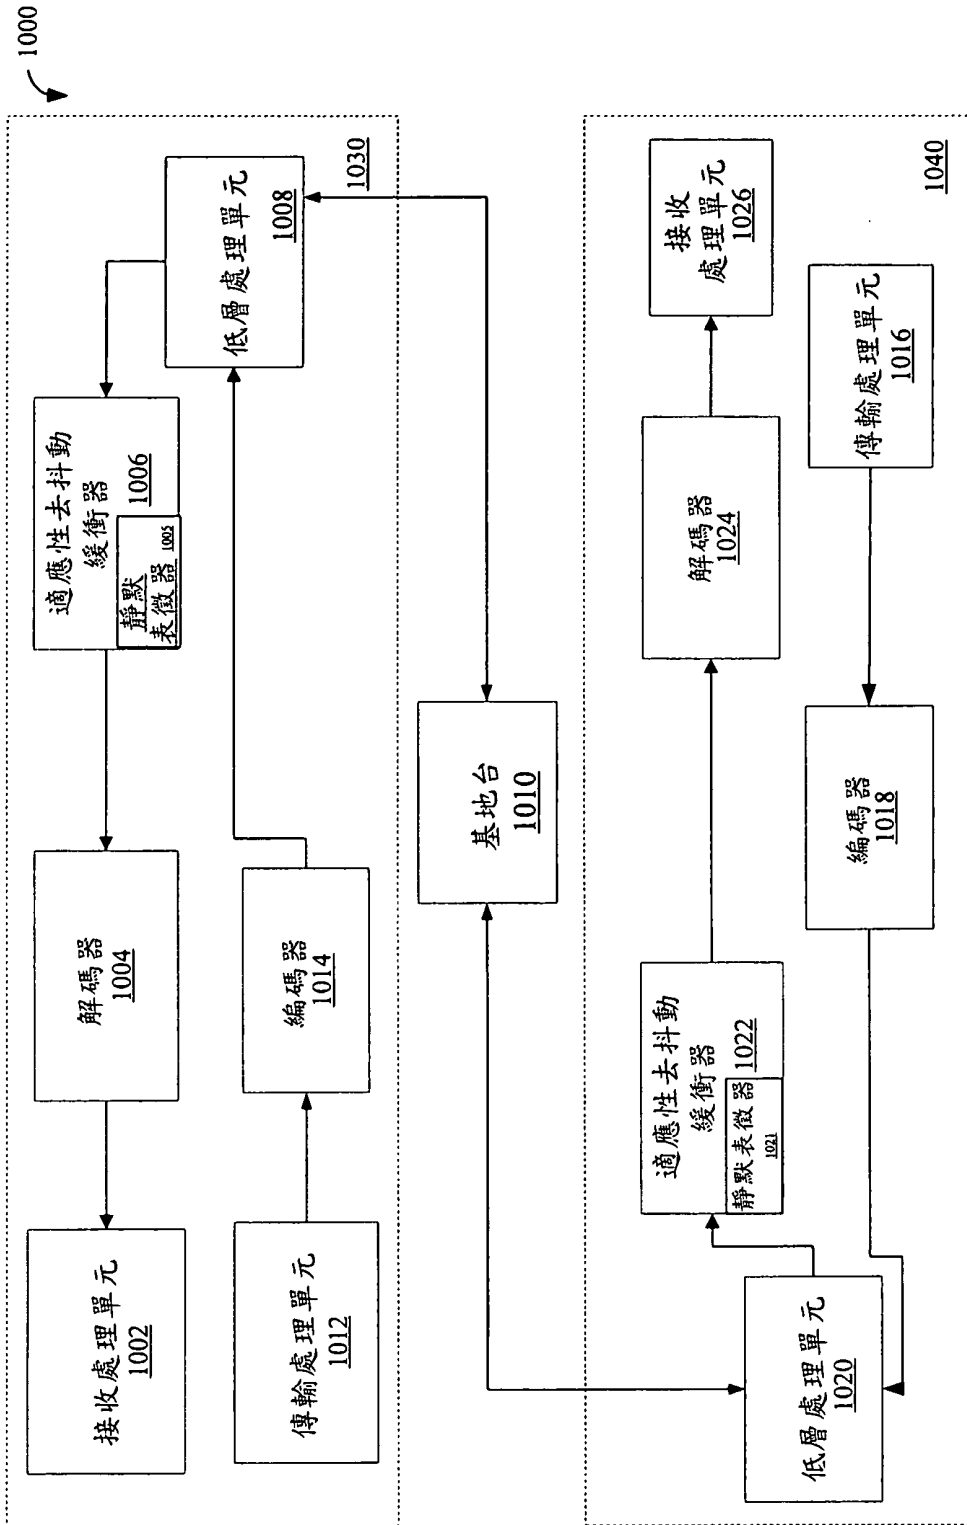 1000
接收處理單元
1002
解碼器
1004
適應性去抖動
緩衝器
1006
靜默
表徵器
1005
低層處理單元
1008
傳輸處理單元
1012
編碼器
1014
1030
基地台
1010
低層處理單元
1020
適應性去抖動
緩衝器
1022
靜默表徵器
1021
解碼器
1024
接收
處理單元
1026
編碼器
1018
傳輸處理單元
1016
1040